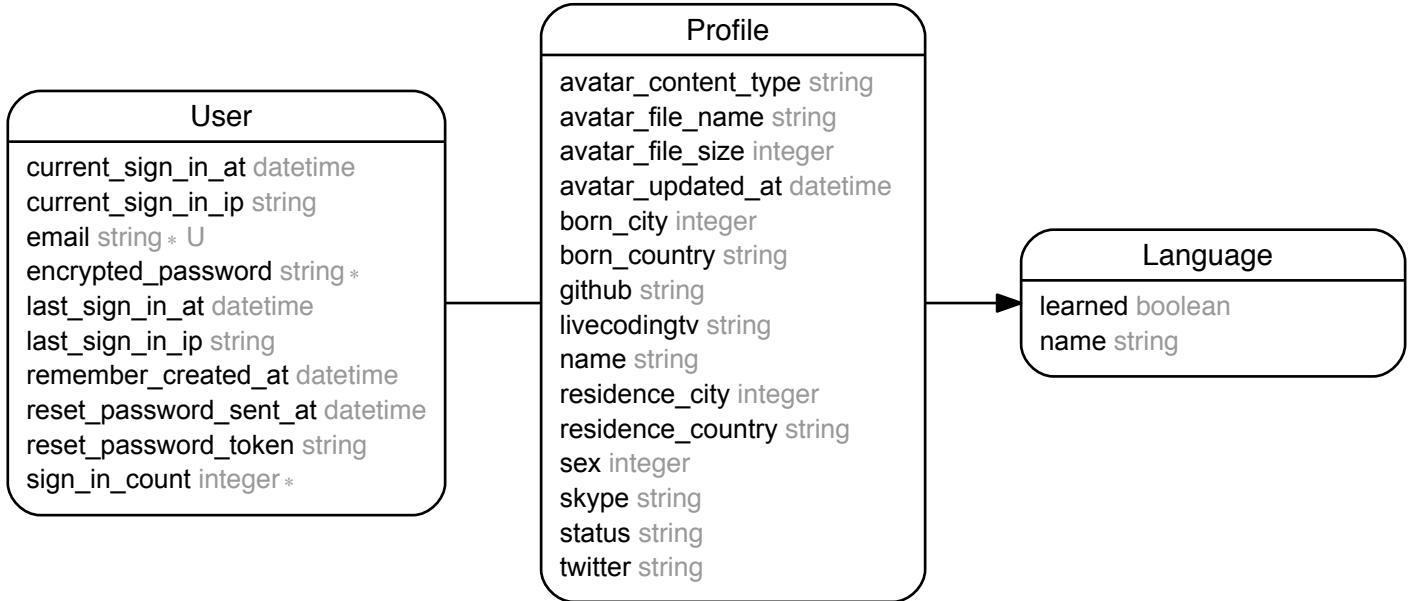 User
current_sign_in_at datetime
current_sign_in_ip string
email string * U
encrypted_password string *
last_sign_in_at datetime
last_sign_in_ip string
remember_created_at datetime
reset_password_sent_at datetime
reset_password_token string
sign_in_count integer *
Profile
avatar_content_type string
avatar_file_name string
avatar_file_size integer
avatar_updated_at datetime
born_city integer
born_country string
github string
livecodingtv string
name string
residence_city integer
residence_country string
sex integer
skype string
status string
twitter string
Language
learned boolean
name string